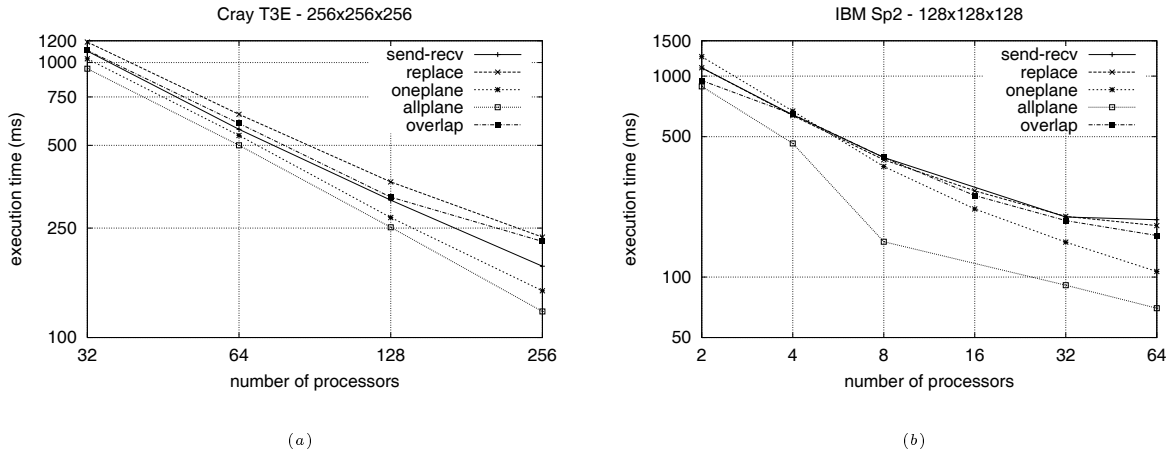 Cray T3E - 256x256x256
1200
1000
750
500
250
100
execution time (ms)
send-recv
replace
oneplane
allplane
overlap
32
64
128
256
number of processors
(a)
IBM Sp2 - 128x128x128
1500
1000
500
100
50
execution time (ms)
send-recv
replace
oneplane
allplane
overlap
2
4
8
16
32
64
number of processors
(b)